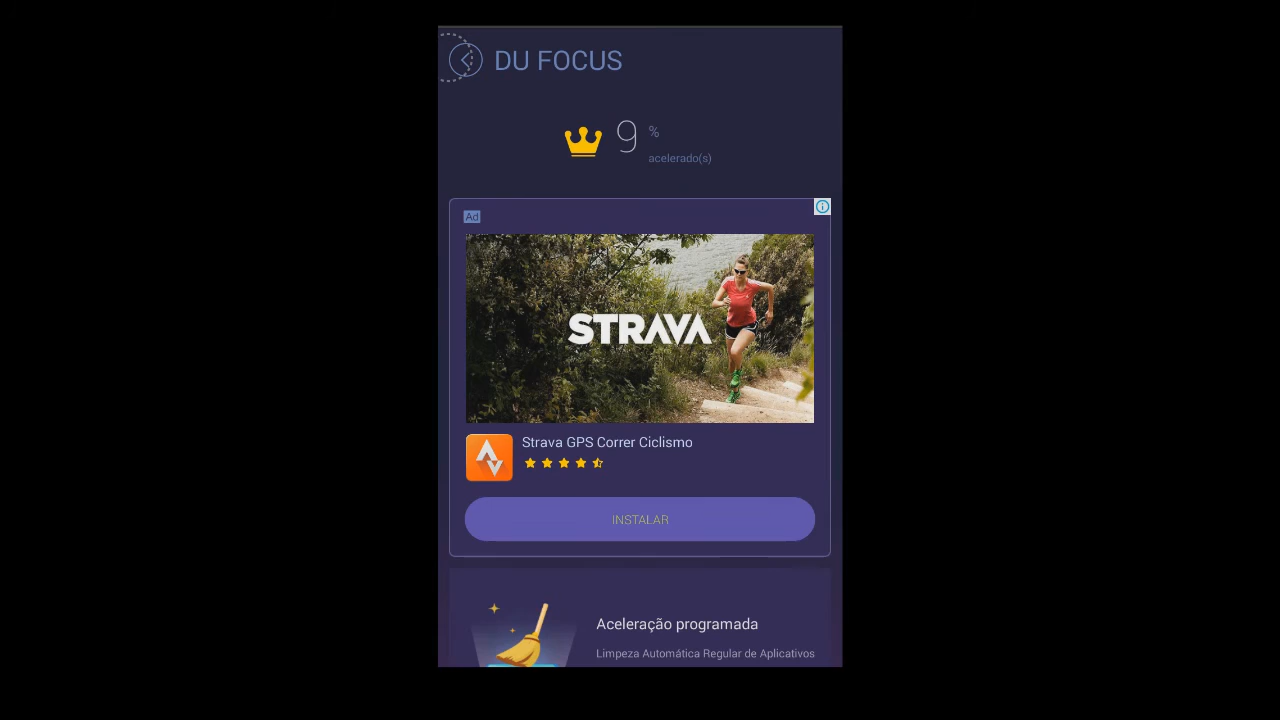 DU FOCUS
9 %
acelerado(s)
Ad
STRAVA
Strava GPS Correr Ciclismo
INSTALAR
Aceleração programada
Limpeza Automática Regular de Aplicativos